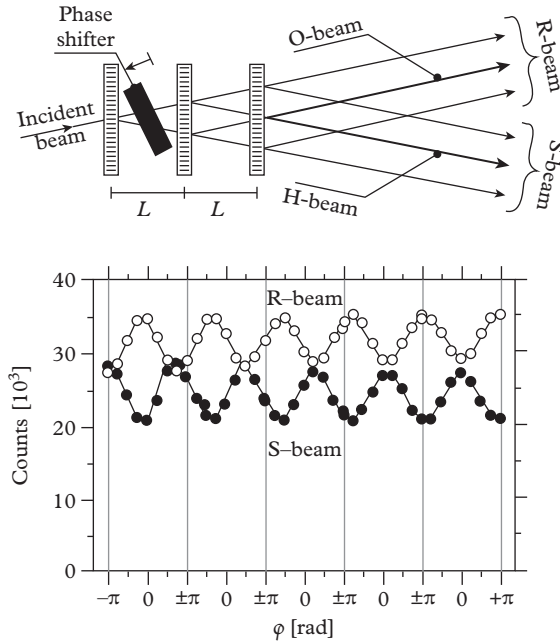 Phase
shifter
O-beam
R-beam
Incident
beam
S-beam
H-beam
L
L
40
30
20
10
0
Counts [10³]
R–beam
S–beam
−π 0 ±π 0 ±π 0 ±π 0 ±π 0 +π
φ [rad]